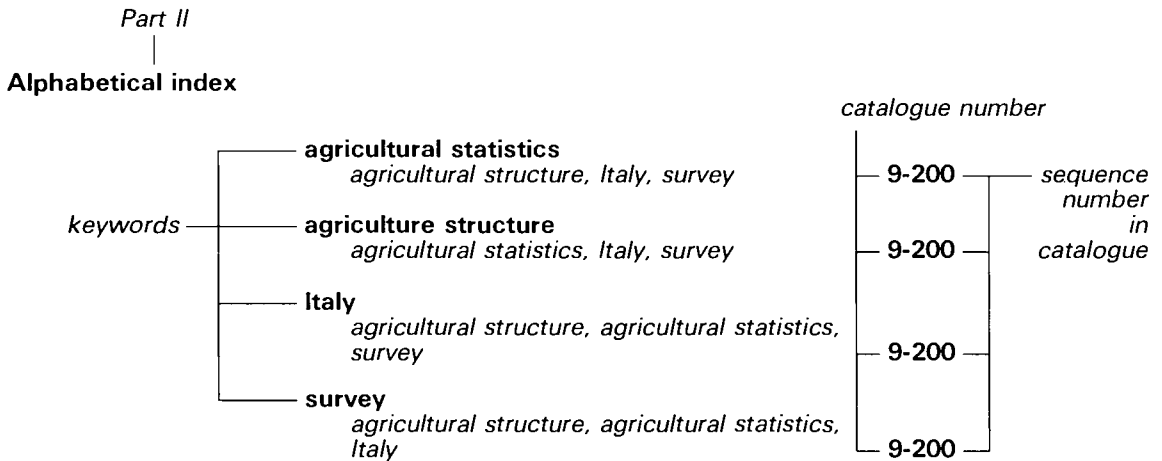 Part II
Alphabetical index
catalogue number
agricultural statistics
agricultural structure, Italy, survey
9-200
sequence
number
in
catalogue
keywords
agriculture structure
agricultural statistics, Italy, survey
9-200
Italy
agricultural structure, agricultural statistics,
survey
9-200
survey
agricultural structure, agricultural statistics,
Italy
9-200